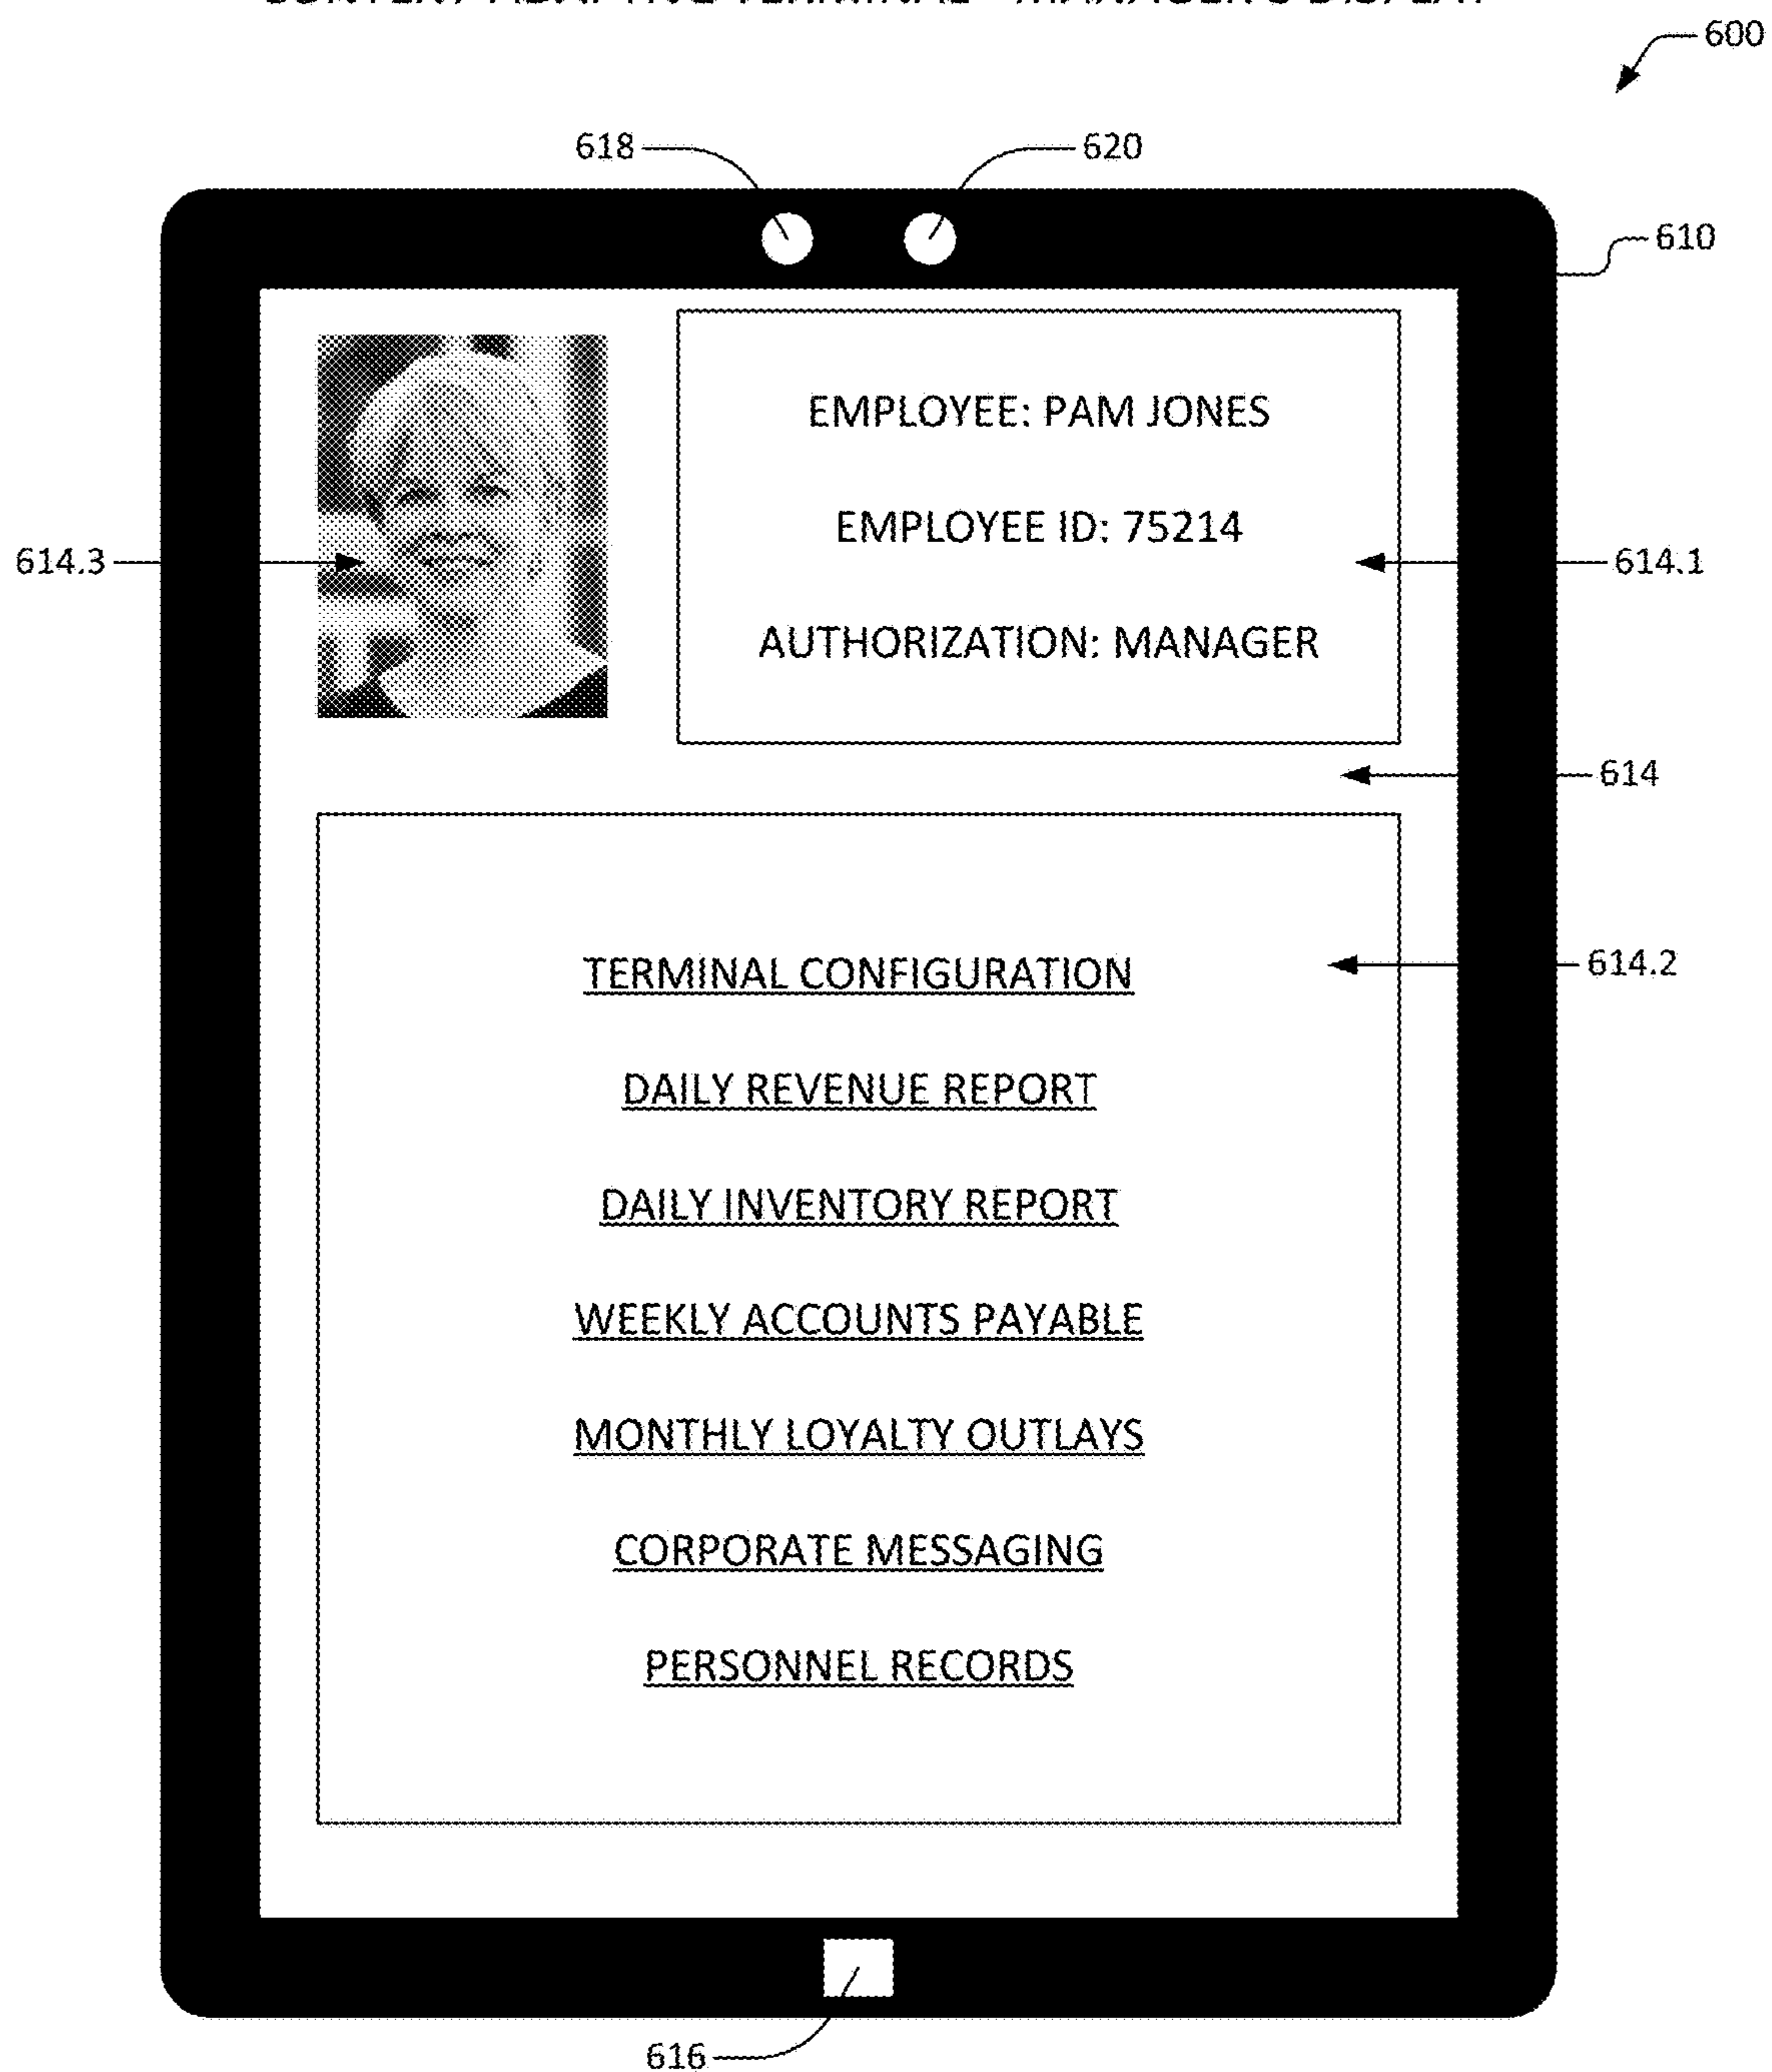 600
618
620
610
EMPLOYEE: PAM JONES
EMPLOYEE ID: 75214
614.3
614.1
AUTHORIZATION: MANAGER
614
TERMINAL CONFIGURATION
614.2
DAILY REVENUE REPORT
DAILY INVENTORY REPORT
WEEKLY ACCOUNTS PAYABLE
MONTHLY LOYALTY OUTLAYS
CORPORATE MESSAGING
PERSONNEL RECORDS
616